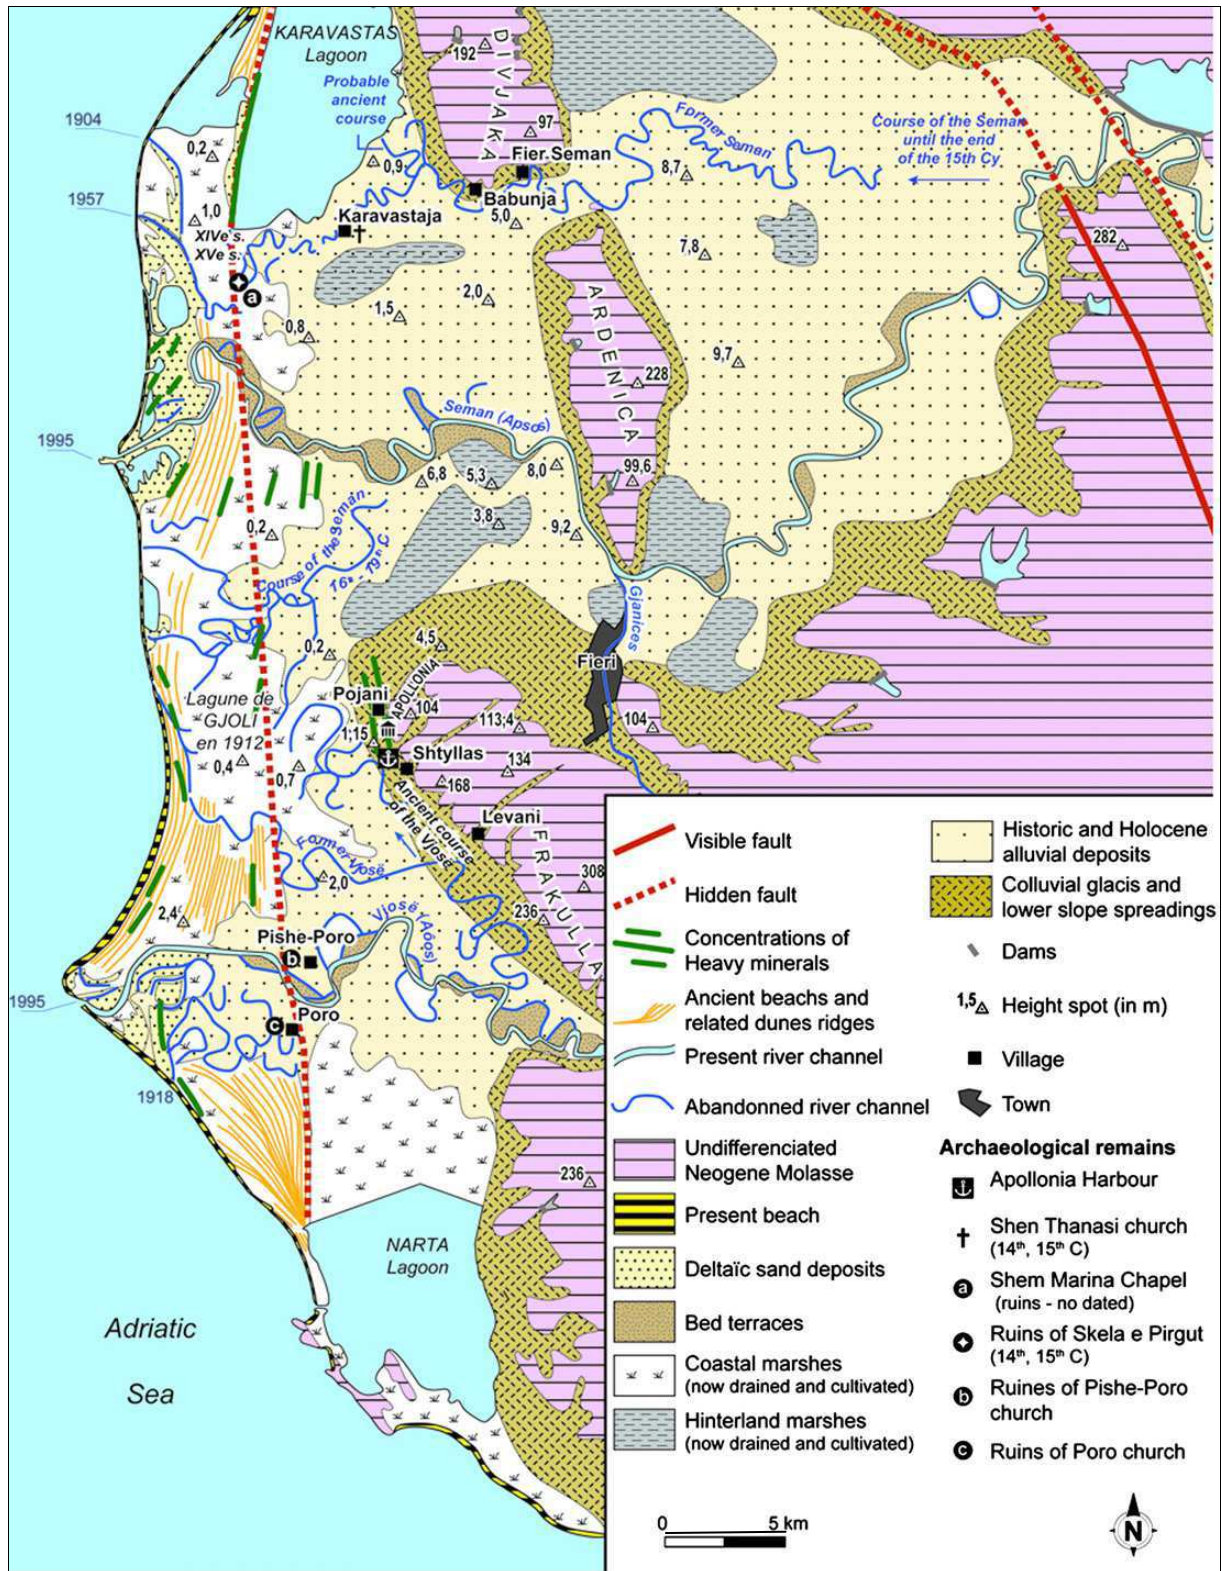 KARAVASTAS
Lagoon
192
DIVJAKA
Probable
ancient
course
1904
0,2
97
Former Seman
Course of the Seman
until the end
of the 15th Cy
Fier.Seman
0,9
8,7
1957
Babunja
1,0
Karavastaja
5,0
XIVe s.
XVe s.
7,8
282
a
2,0
ARDENICA
1,5
0,8
9,7
228
Seman (Apsos)
1995
6,8
5,3
8,0
99,6
3,8
0,2
9,2
Course of the Seman
16e - 19th C
Gjanices
4,5
0,2
Fieri
APOLLONIA
Pojani
Lagune de
GJOLI
en 1912
104
113,4
104
1,15
Shtyllas
134
0,4
0,7
168
Ancient course
of the Vjosë
Levani
FRAKULLA
Former Vjosë
2,0
308
2,4
236
Vjosë (Aóos)
Pishe-Poro
b
1995
Poro
c
1918
236
NARTA
Lagoon
Adriatic
Sea
Visible fault
Hidden fault
Concentrations of
Heavy minerals
Ancient beachs and
related dunes ridges
Present river channel
Abandonned river channel
Undifferenciated
Neogene Molasse
Present beach
Deltaïc sand deposits
Bed terraces
Coastal marshes
(now drained and cultivated)
Hinterland marshes
(now drained and cultivated)
Historic and Holocene
alluvial deposits
Colluvial glacis and
lower slope spreadings
Dams
1,5 Height spot (in m)
Village
Town
Archaeological remains
Apollonia Harbour
Shen Thanasi church
(14th, 15th C)
a Shem Marina Chapel
(ruins - no dated)
Ruins of Skela e Pirgut
(14th, 15th C)
b Ruines of Pishe-Poro
church
c Ruins of Poro church
0 5 km
N